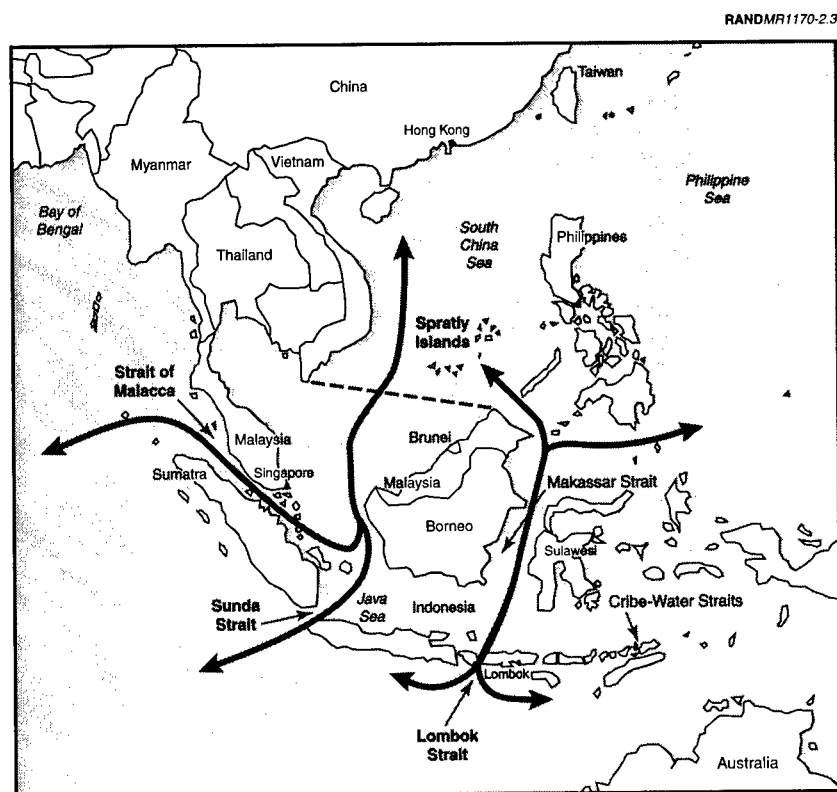 RANDMR1170-2.3
Taiwan
China
Hong Kong
Myanmar
Vietnam
Philippine
Sea
Bay of
Bengal
South
China
Sea
Philippines
Thailand
Spratly
Islands
Strait of
Malacca
Malaysia
Brunei
Sumatra
Singapore
Malaysia
Makassar Strait
Borneo
Sulawesi
Sunda
Strait
Java
Sea
Indonesia
Cribe-Water Straits
Lombok
Lombok
Strait
Australia